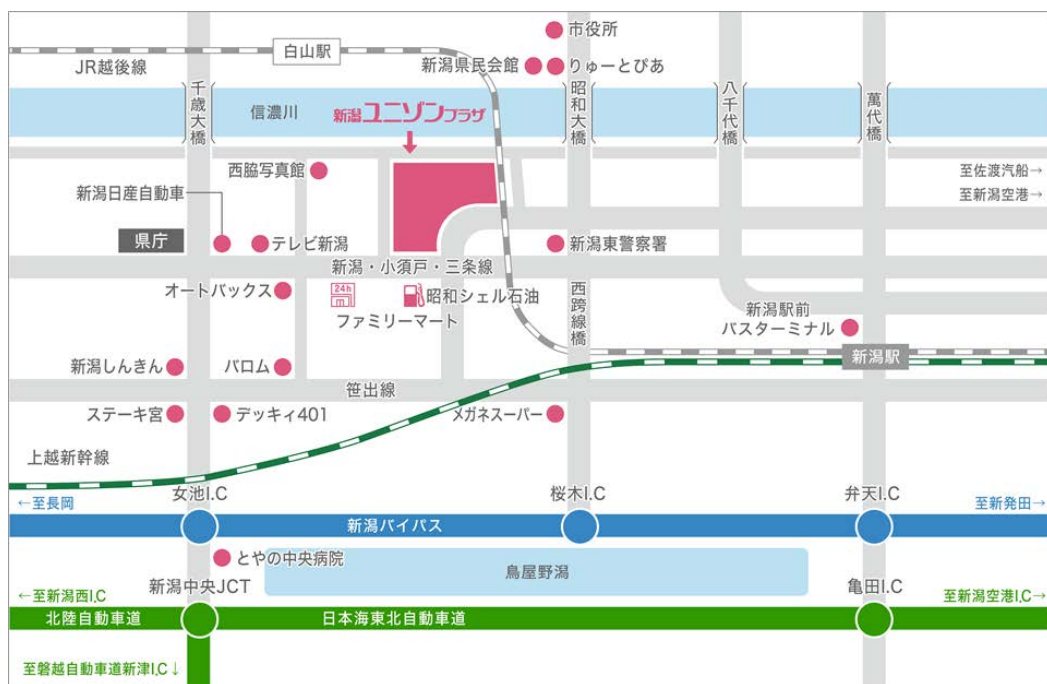 市役所
白山駅
JR越後線
新潟県民会館
りゅーとぴあ
千歳大橋
昭和大橋
八千代橋
萬代橋
信濃川
新潟ユニゾンプラザ
西脇写真館
至佐渡汽船→
新潟日産自動車
至新潟空港→
県庁
テレビ新潟
新潟東警察署
新潟・小須戸・三条線
オートバックス
24h
昭和シェル石油
西跨線橋
ファミリーマート
新潟駅前
バスターミナル
新潟しんきん
バロム
新潟駅
笹出線
ステーキ宮
デッキィ401
メガネスーパー
上越新幹線
女池I.C
桜木I.C
弁天I.C
←至長岡
至新発田→
新潟バイパス
とやの中央病院
鳥屋野潟
新潟中央JCT
亀田I.C
←至新潟西I.C
至新潟空港I.C→
北陸自動車道
日本海東北自動車道
至磐越自動車道新津I.C↓